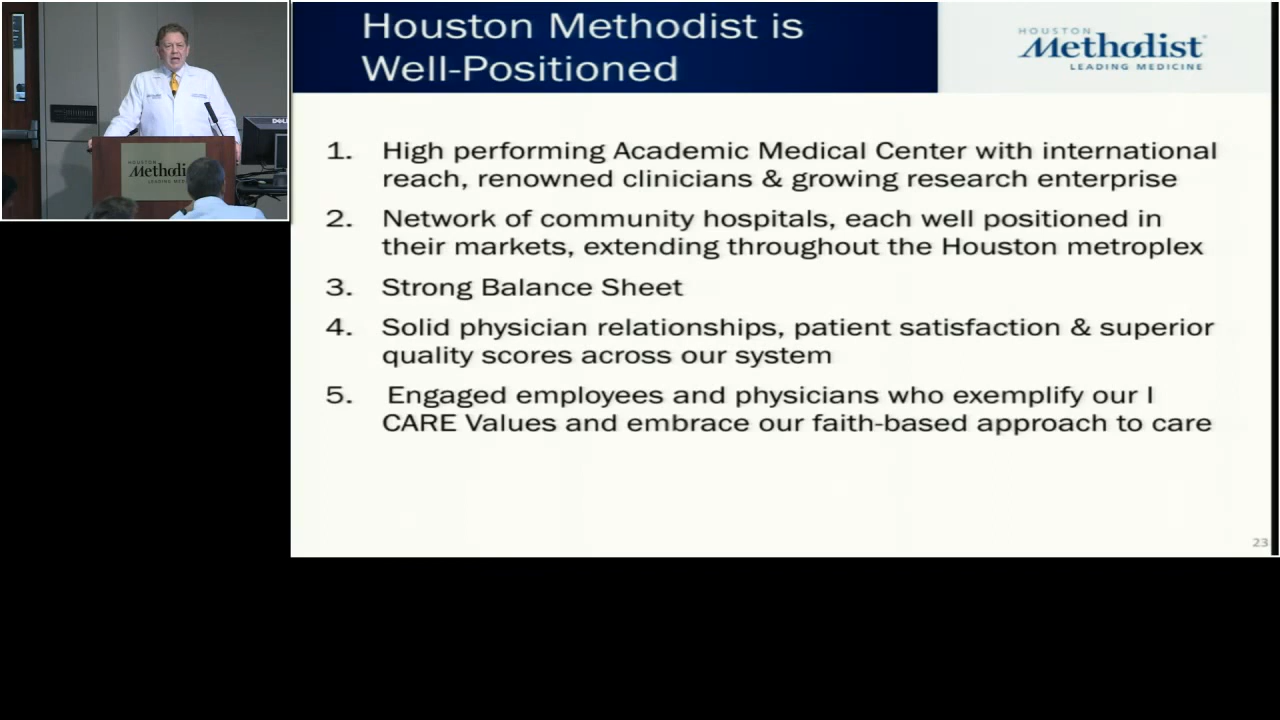 Houston Methodist is
Well-Positioned
HOUSTON
Methodist
LEADING MEDICINE
1. High performing Academic Medical Center with international
reach, renowned clinicians & growing research enterprise
2. Network of community hospitals, each well positioned in
their markets, extending throughout the Houston metroplex
3. Strong Balance Sheet
4. Solid physician relationships, patient satisfaction & superior
quality scores across our system
5. Engaged employees and physicians who exemplify our I
CARE Values and embrace our faith-based approach to care
23
HOUSTON
Methodi
LEADING